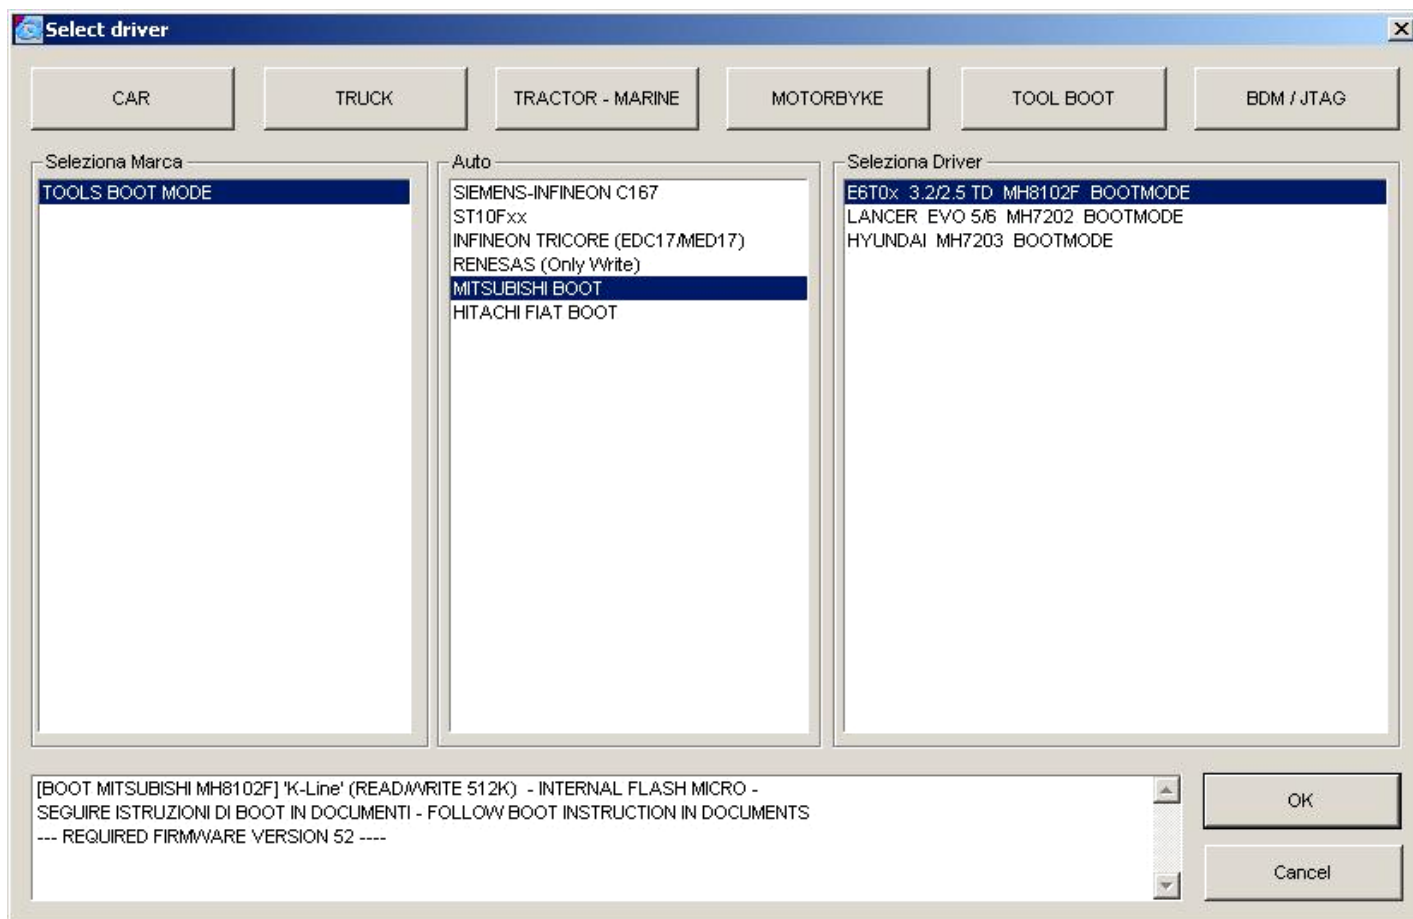 Select driver
CAR
TRUCK
TRACTOR - MARINE
MOTORBYKE
TOOL BOOT
BDM / JTAG
Seleziona Marca
TOOLS BOOT MODE
Auto
SIEMENS-INFINEON C167
ST10Fxx
INFINEON TRICORE (EDC17/MED17)
RENESAS (Only Write)
MITSUBISHI BOOT
HITACHI FIAT BOOT
Seleziona Driver
E6T0x 3.2/2.5 TD MH8102F BOOTMODE
LANCER EVO 5/6 MH7202 BOOTMODE
HYUNDAI MH7203 BOOTMODE
[BOOT MITSUBISHI MH8102F] 'K-Line' (READ/WRITE 512K) - INTERNAL FLASH MICRO -
SEGUIRE ISTRUZIONI DI BOOT IN DOCUMENTI - FOLLOW BOOT INSTRUCTION IN DOCUMENTS
--- REQUIRED FIRMWARE VERSION 52 ----
OK
Cancel